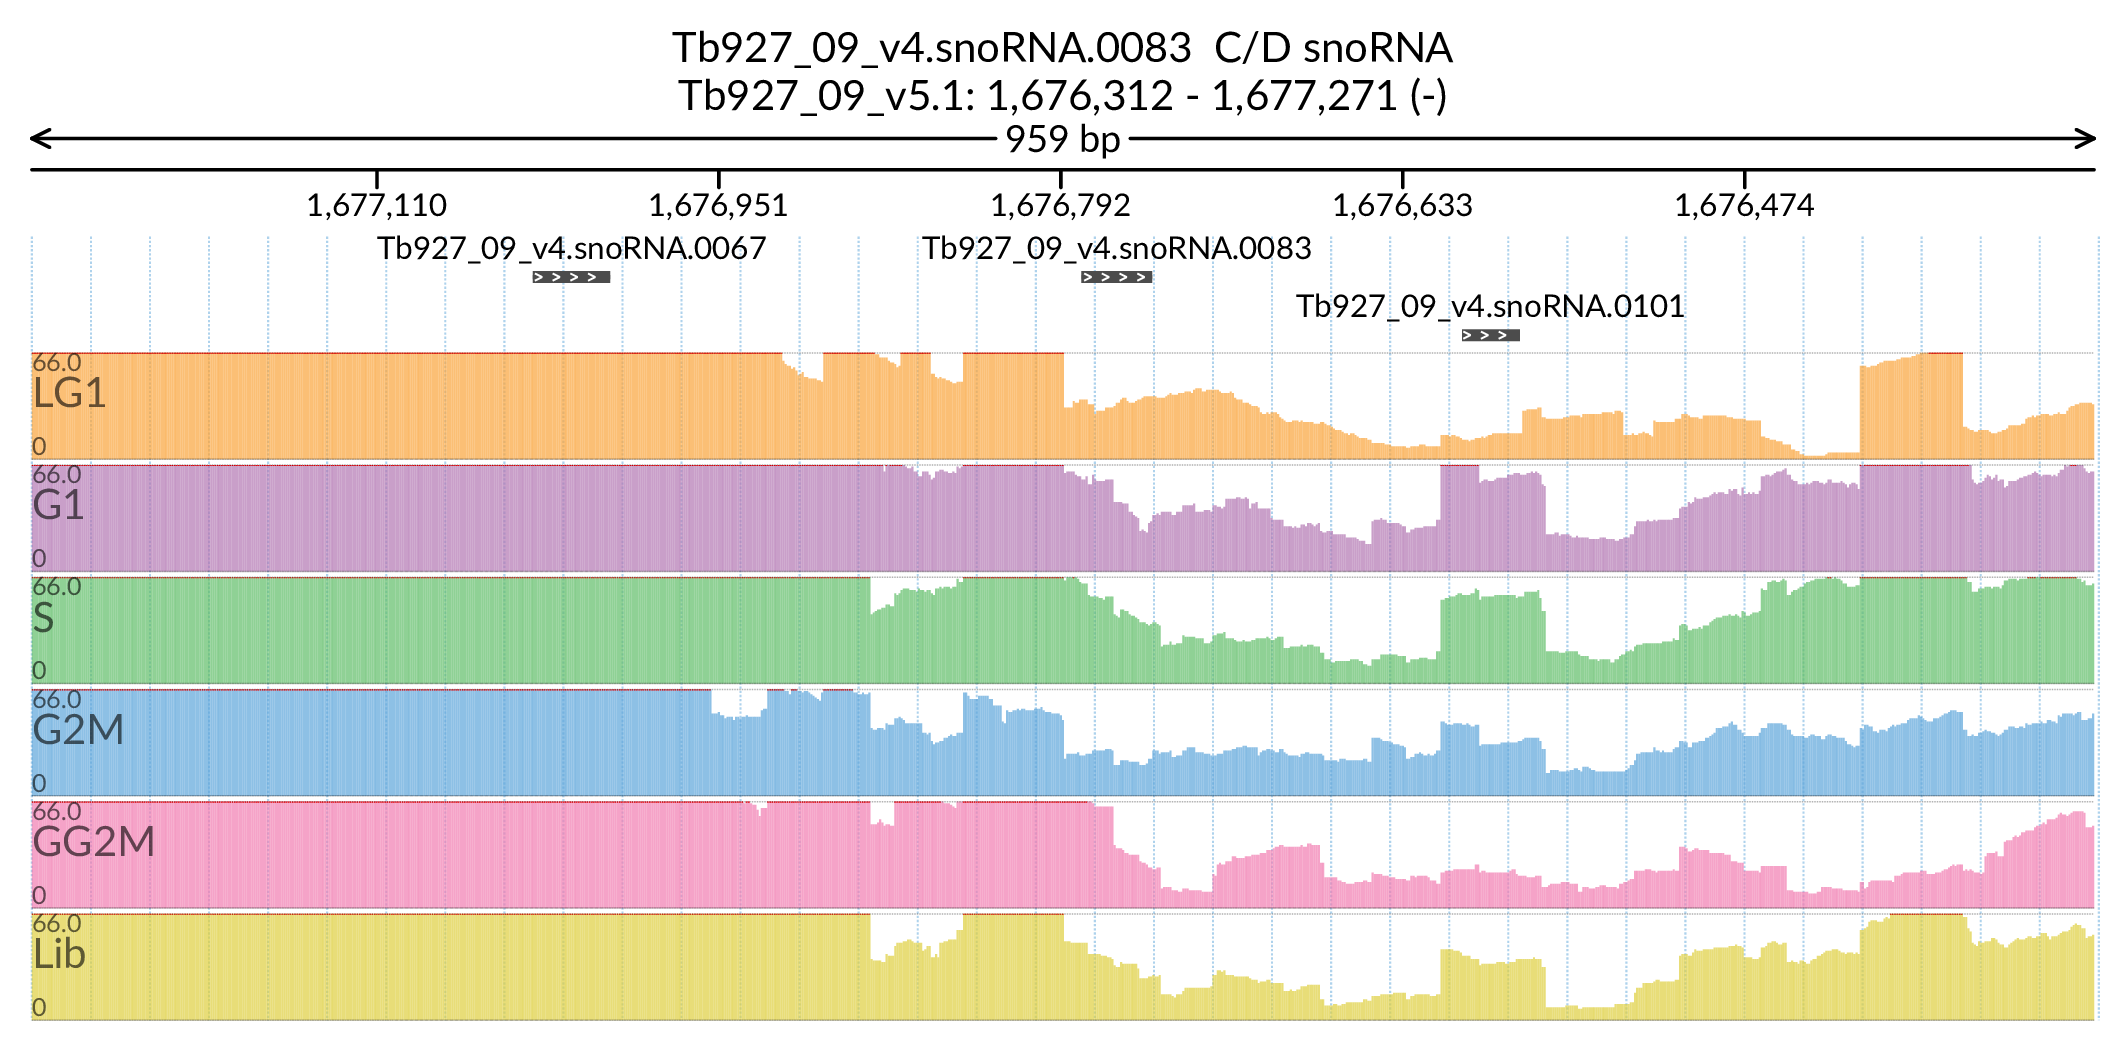 Tb927_09_v4.snoRNA.0083  C/D snoRNA
Tb927_09_v5.1: 1,676,312 - 1,677,271 (-)
959 bp
1,677,110 1,676,951 1,676,792 1,676,633 1,676,474
Tb927_09_v4.snoRNA.0067 Tb927_09_v4.snoRNA.0083
Tb927_09_v4.snoRNA.0101
66.0
LG1
0
66.0
G1
0
66.0
S
0
66.0
G2M
0
66.0
GG2M
0
66.0
Lib
0